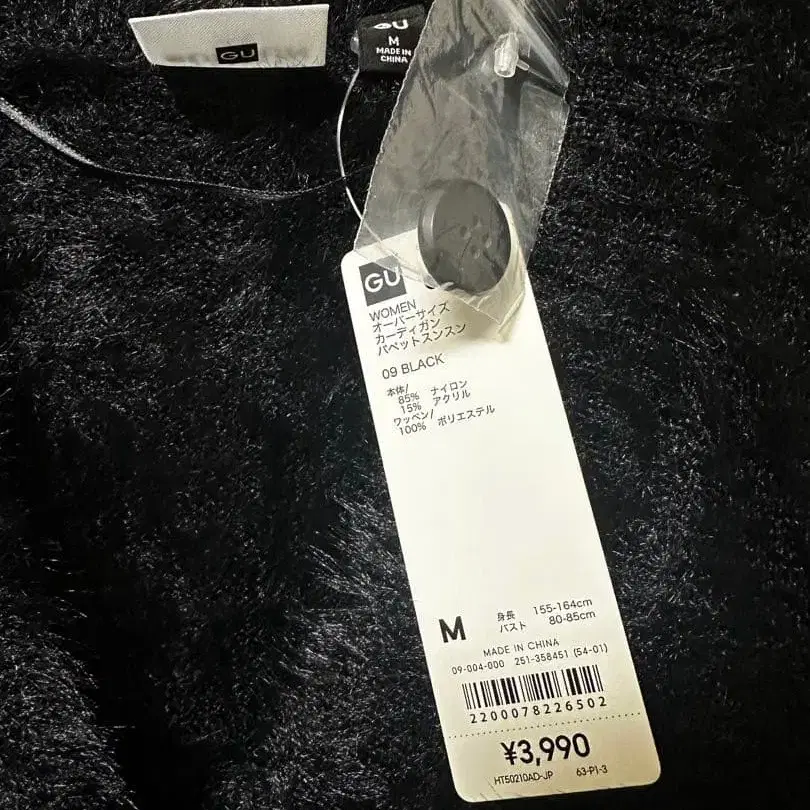 GU
GU
M
MADE IN
CHINA
GU
WOMEN
オーバーサイズ
カーディガン
パペットスンスン
09 BLACK
本体/
85% ナイロン
15% アクリル
ワッペン/
100% ポリエステル
M 身長 155-164cm
バスト 80-85cm
MADE IN CHINA
09-004-000 251-358451 (54-01)
2200078226502
¥3,990
HT50210AD-JP 63-P1-3